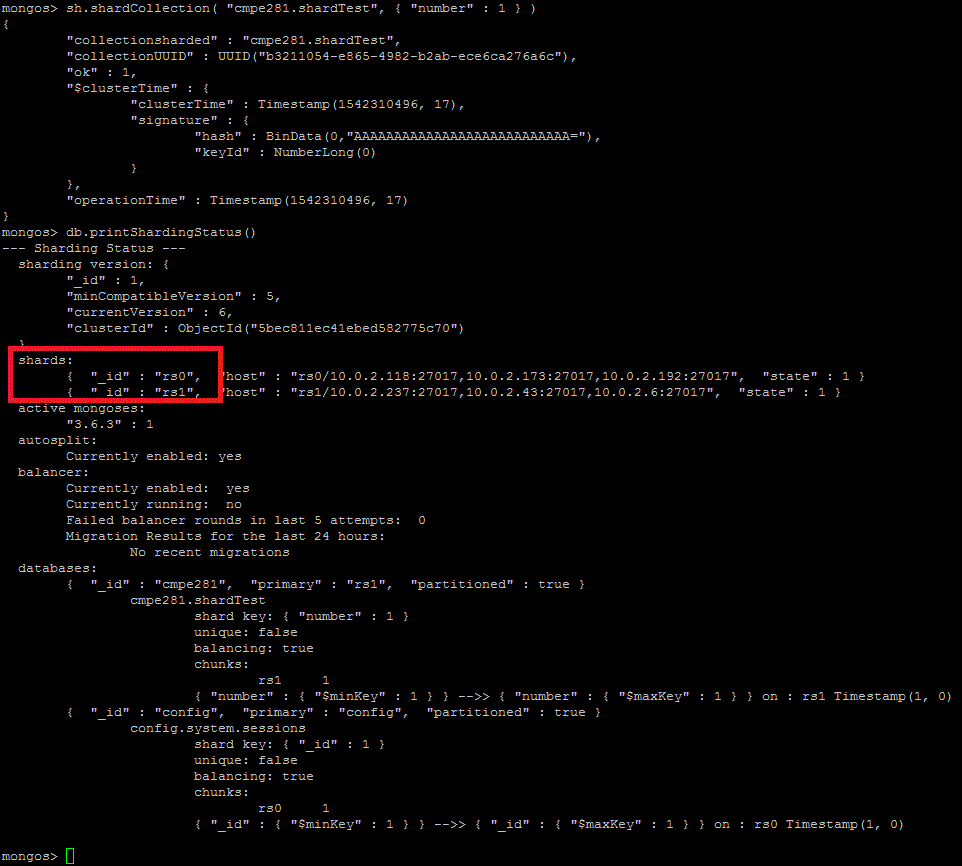 mongos> sh.shardCollection( "cmpe281.shardTest", { "number" : 1 } )
{
        "collectionsharded" : "cmpe281.shardTest",
        "collectionUUID" : UUID("b3211054-e865-4982-b2ab-ece6ca276a6c"),
        "ok" : 1,
        "$clusterTime" : {
                "clusterTime" : Timestamp(1542310496, 17),
                "signature" : {
                        "hash" : BinData(0,"AAAAAAAAAAAAAAAAAAAAAAAAAAA="),
                        "keyId" : NumberLong(0)
                }
        },
        "operationTime" : Timestamp(1542310496, 17)
}
mongos> db.printShardingStatus()
--- Sharding Status ---
  sharding version: {
        "_id" : 1,
        "minCompatibleVersion" : 5,
        "currentVersion" : 6,
        "clusterId" : ObjectId("5bec811ec41ebed582775c70")
  }
  shards:
        {  "_id" : "rs0",  "host" : "rs0/10.0.2.118:27017,10.0.2.173:27017,10.0.2.192:27017",  "state" : 1 }
        {  "_id" : "rs1",  "host" : "rs1/10.0.2.237:27017,10.0.2.43:27017,10.0.2.6:27017",  "state" : 1 }
  active mongoses:
        "3.6.3" : 1
  autosplit:
        Currently enabled: yes
  balancer:
        Currently enabled:  yes
        Currently running:  no
        Failed balancer rounds in last 5 attempts:  0
        Migration Results for the last 24 hours:
                No recent migrations
  databases:
        {  "_id" : "cmpe281",  "primary" : "rs1",  "partitioned" : true }
                cmpe281.shardTest
                        shard key: { "number" : 1 }
                        unique: false
                        balancing: true
                        chunks:
                                rs1     1
                        { "number" : { "$minKey" : 1 } } -->> { "number" : { "$maxKey" : 1 } } on : rs1 Timestamp(1, 0)
        {  "_id" : "config",  "primary" : "config",  "partitioned" : true }
                config.system.sessions
                        shard key: { "_id" : 1 }
                        unique: false
                        balancing: true
                        chunks:
                                rs0     1
                        { "_id" : { "$minKey" : 1 } } -->> { "_id" : { "$maxKey" : 1 } } on : rs0 Timestamp(1, 0)
mongos>